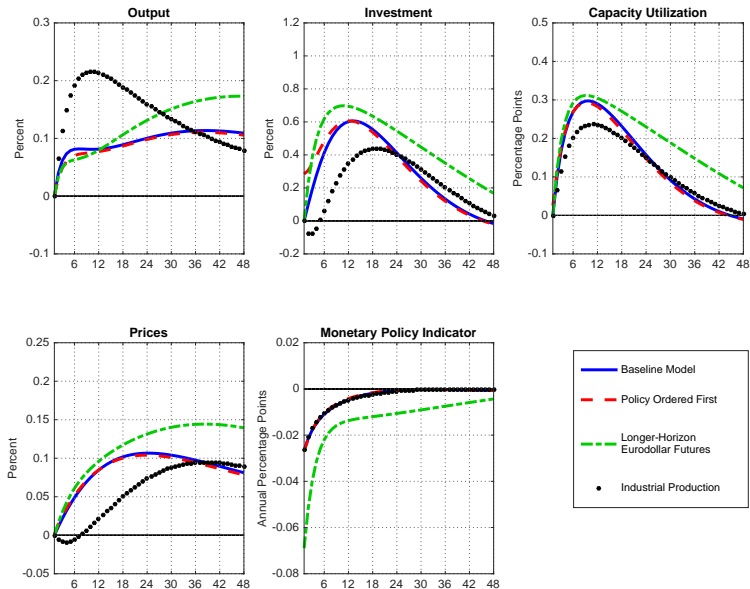 Output
Percent
0.3
0.2
0.1
0
-0.1
6 12 18 24 30 36 42 48
Investment
Percent
1.2
1
0.8
0.6
0.4
0.2
0
-0.2
6 12 18 24 30 36 42 48
Capacity Utilization
Percentage Points
0.5
0.4
0.3
0.2
0.1
0
-0.1
6 12 18 24 30 36 42 48
Prices
Percent
0.25
0.2
0.15
0.1
0.05
0
-0.05
6 12 18 24 30 36 42 48
Monetary Policy Indicator
Annual Percentage Points
0.02
0
-0.02
-0.04
-0.06
-0.08
6 12 18 24 30 36 42 48
Baseline Model
Policy Ordered First
Longer-Horizon
Eurodollar Futures
Industrial Production